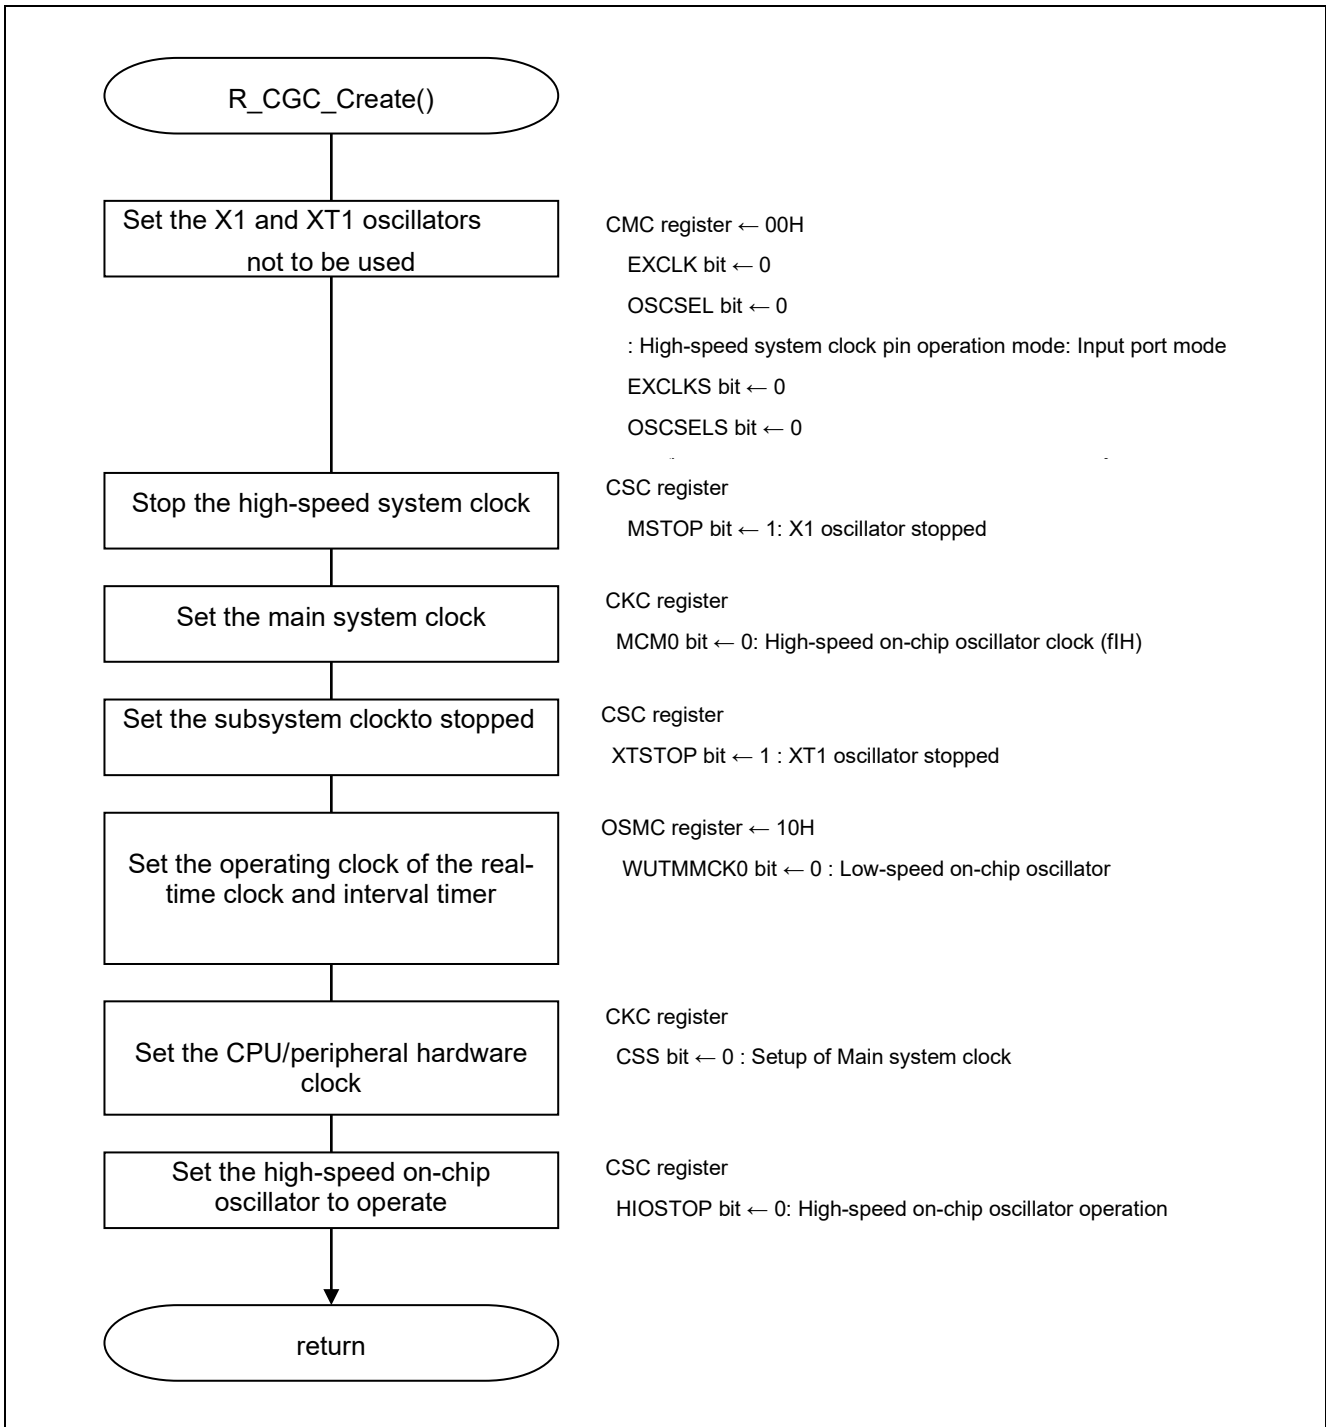 R_CGC_Create()
Set the X1 and XT1 oscillators
not to be used
CMC register ← 00H
EXCLK bit ← 0
OSCSEL bit ← 0
: High-speed system clock pin operation mode: Input port mode
EXCLKS bit ← 0
OSCSELS bit ← 0
Stop the high-speed system clock
CSC register
MSTOP bit ← 1: X1 oscillator stopped
Set the main system clock
CKC register
MCM0 bit ← 0: High-speed on-chip oscillator clock (fIH)
Set the subsystem clockto stopped
CSC register
XTSTOP bit ← 1 : XT1 oscillator stopped
Set the operating clock of the real-
time clock and interval timer
OSMC register ← 10H
WUTMMCK0 bit ← 0 : Low-speed on-chip oscillator
Set the CPU/peripheral hardware
clock
CKC register
CSS bit ← 0 : Setup of Main system clock
Set the high-speed on-chip
oscillator to operate
CSC register
HIOSTOP bit ← 0: High-speed on-chip oscillator operation
return